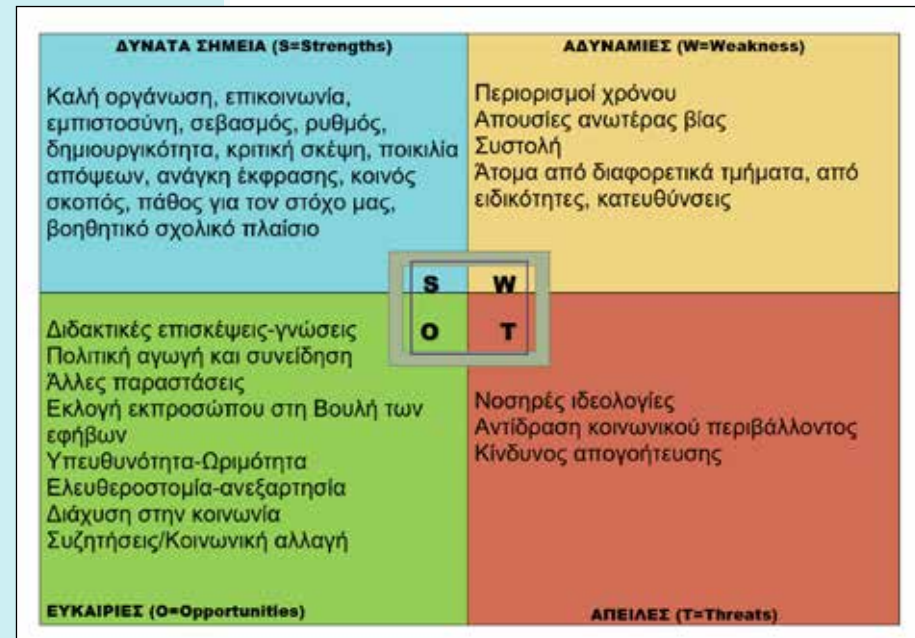 ΔΥΝΑΤΑ ΣΗΜΕΙΑ (S=Strengths)
Καλή οργάνωση, επικοινωνία,
εμπιστοσύνη, σεβασμός, ρυθμός,
δημιουργικότητα, κριτική σκέψη, ποικιλία
απόψεων, ανάγκη έκφρασης, κοινός
σκοπός, πάθος για τον στόχο μας,
βοηθητικό σχολικό πλαίσιο
ΑΔΥΝΑΜΙΕΣ (W=Weakness)
Περιορισμοί χρόνου
Απουσίες ανωτέρας βίας
Συστολή
Άτομα από διαφορετικά τμήματα, από
ειδικότητες, κατευθύνσεις
S W
O T
Διδακτικές επισκέψεις-γνώσεις
Πολιτική αγωγή και συνείδηση
Άλλες παραστάσεις
Εκλογή εκπροσώπου στη Βουλή των
εφήβων
Υπευθυνότητα-Ωριμότητα
Ελευθεροστομία-ανεξαρτησία
Διάχυση στην κοινωνία
Συζητήσεις/Κοινωνική αλλαγή
ΕΥΚΑΙΡΙΕΣ (O=Opportunities)
Νοσηρές ιδεολογίες
Αντίδραση κοινωνικού περιβάλλοντος
Κίνδυνος απογοήτευσης
ΑΠΕΙΛΕΣ (T=Threats)